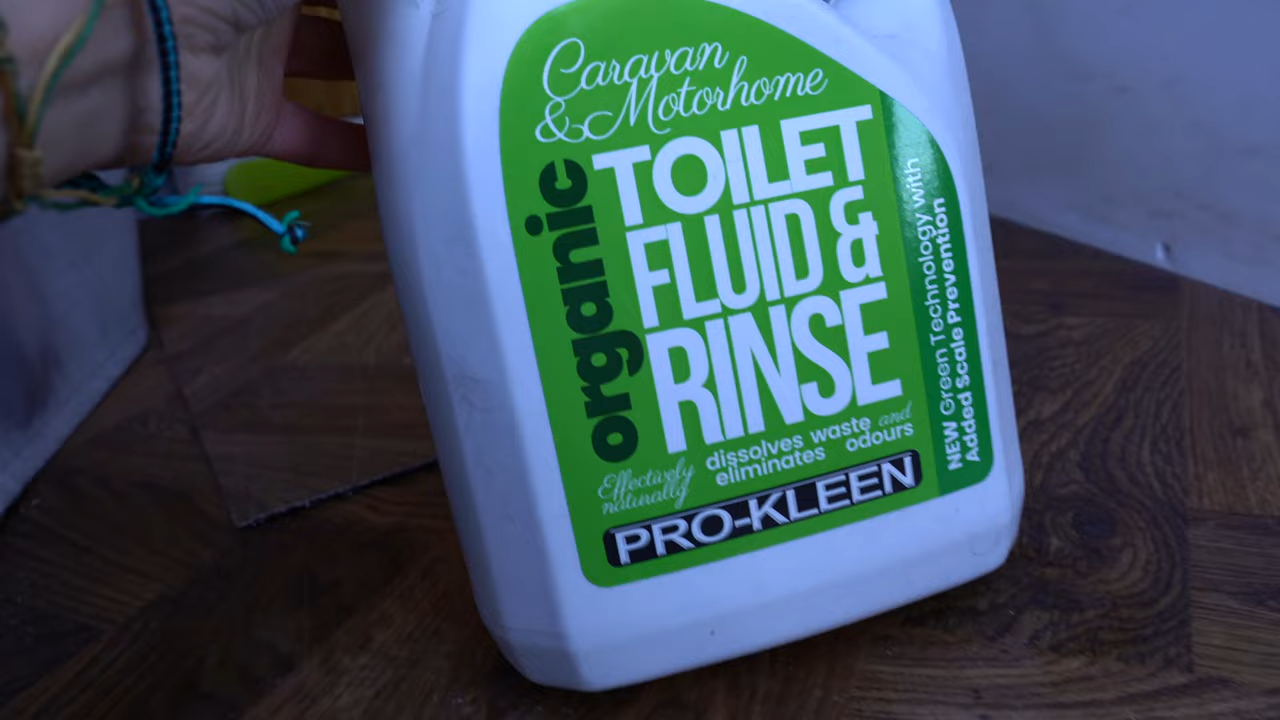 Caravan
& Motorhome
organic
TOILET
FLUID &
RINSE
Effectively
naturally
dissolves waste and
eliminates odours
PRO-KLEEN
NEW Green Technology with
Added Scale Prevention